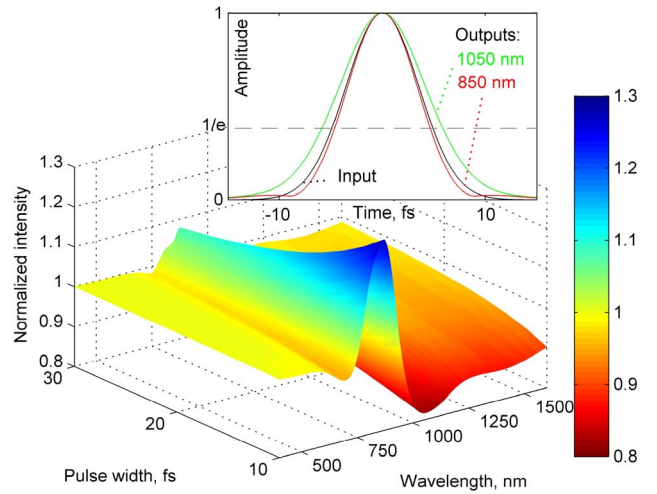 1
1/e
0
Amplitude
Outputs:
1050 nm
850 nm
Input
-10
10
Time, fs
1.3
1.2
1.1
1
0.9
0.8
Normalized intensity
30
20
10
Pulse width, fs
500
750
1000
1250
1500
Wavelength, nm
1.3
1.2
1.1
1
0.9
0.8